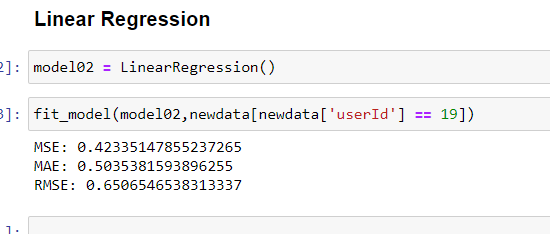 Linear Regression
2]: model02 = LinearRegression()
3]: fit_model(model02,newdata[newdata['userId'] == 19])
MSE: 0.42335147855237265
MAE: 0.5035381593896255
RMSE: 0.6506546538313337
]: